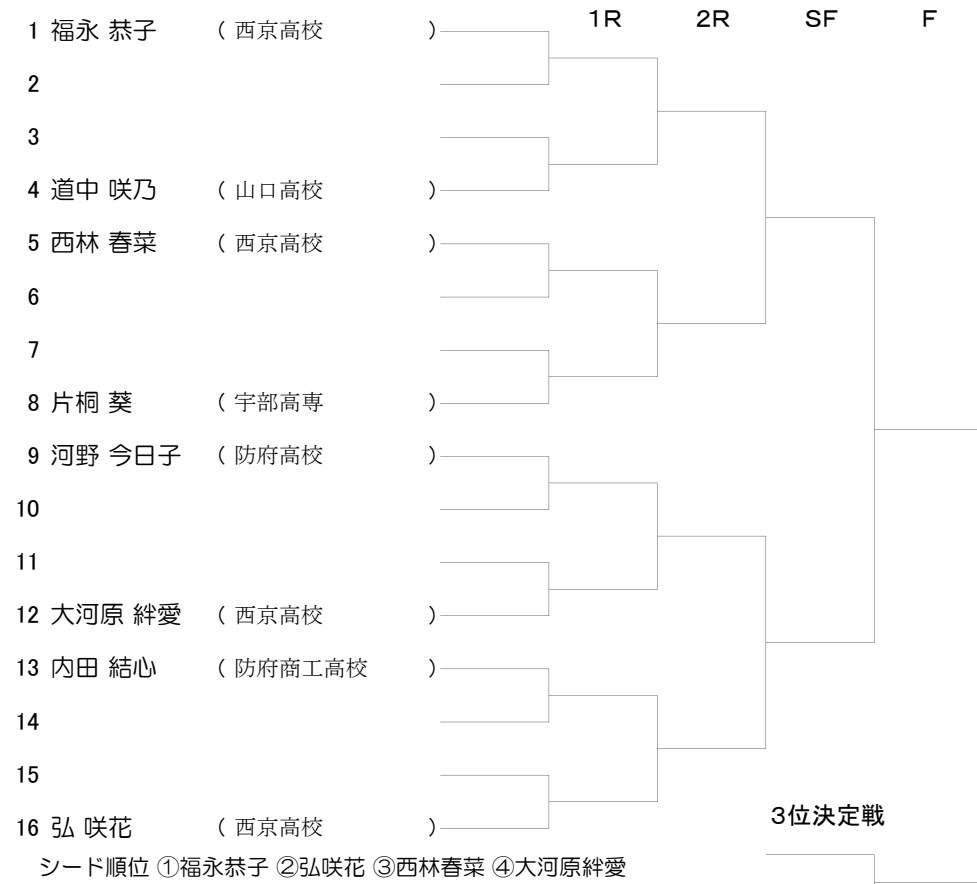 1R 2R SF F
1 福永 恭子 ( 西京高校 )
2
3
4 道中 咲乃 ( 山口高校 )
5 西林 春菜 ( 西京高校 )
6
7
8 片桐 葵 ( 宇部高専 )
9 河野 今日子 ( 防府高校 )
10
11
12 大河原 絆愛 ( 西京高校 )
13 内田 結心 ( 防府商工高校 )
14
15
16 弘 咲花 ( 西京高校 )
3位決定戦
シード順位 ①福永恭子 ②弘咲花 ③西林春菜 ④大河原絆愛